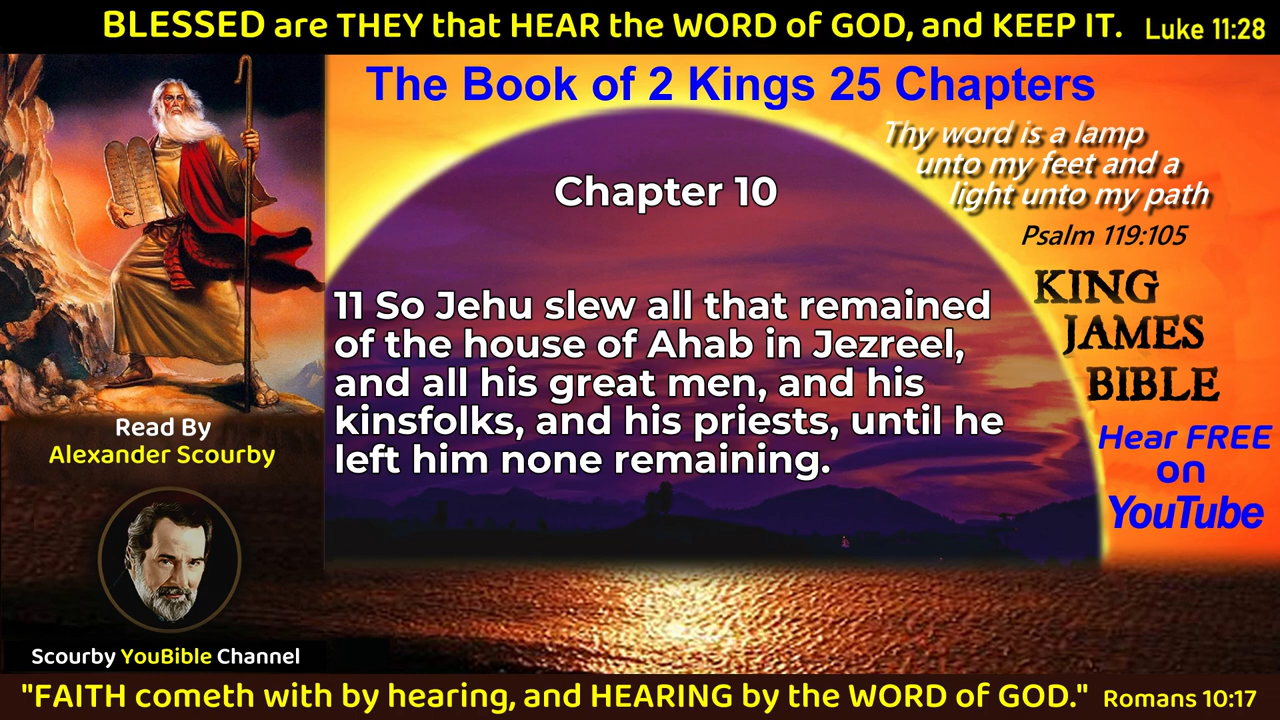 BLESSED are THEY that HEAR the WORD of GOD, and KEEP IT. Luke 11:28
The Book of 2 Kings 25 Chapters
Thy word is a lamp
unto my feet and a
light unto my path
Psalm 119:105
Chapter 10
11 So Jehu slew all that remained
of the house of Ahab in Jezreel,
and all his great men, and his
kinsfolks, and his priests, until he
left him none remaining.
KING
JAMES
BIBLE
Hear FREE
on
YouTube
Read By
Alexander Scourby
Scourby YouBible Channel
"FAITH cometh with by hearing, and HEARING by the WORD of GOD." Romans 10:17